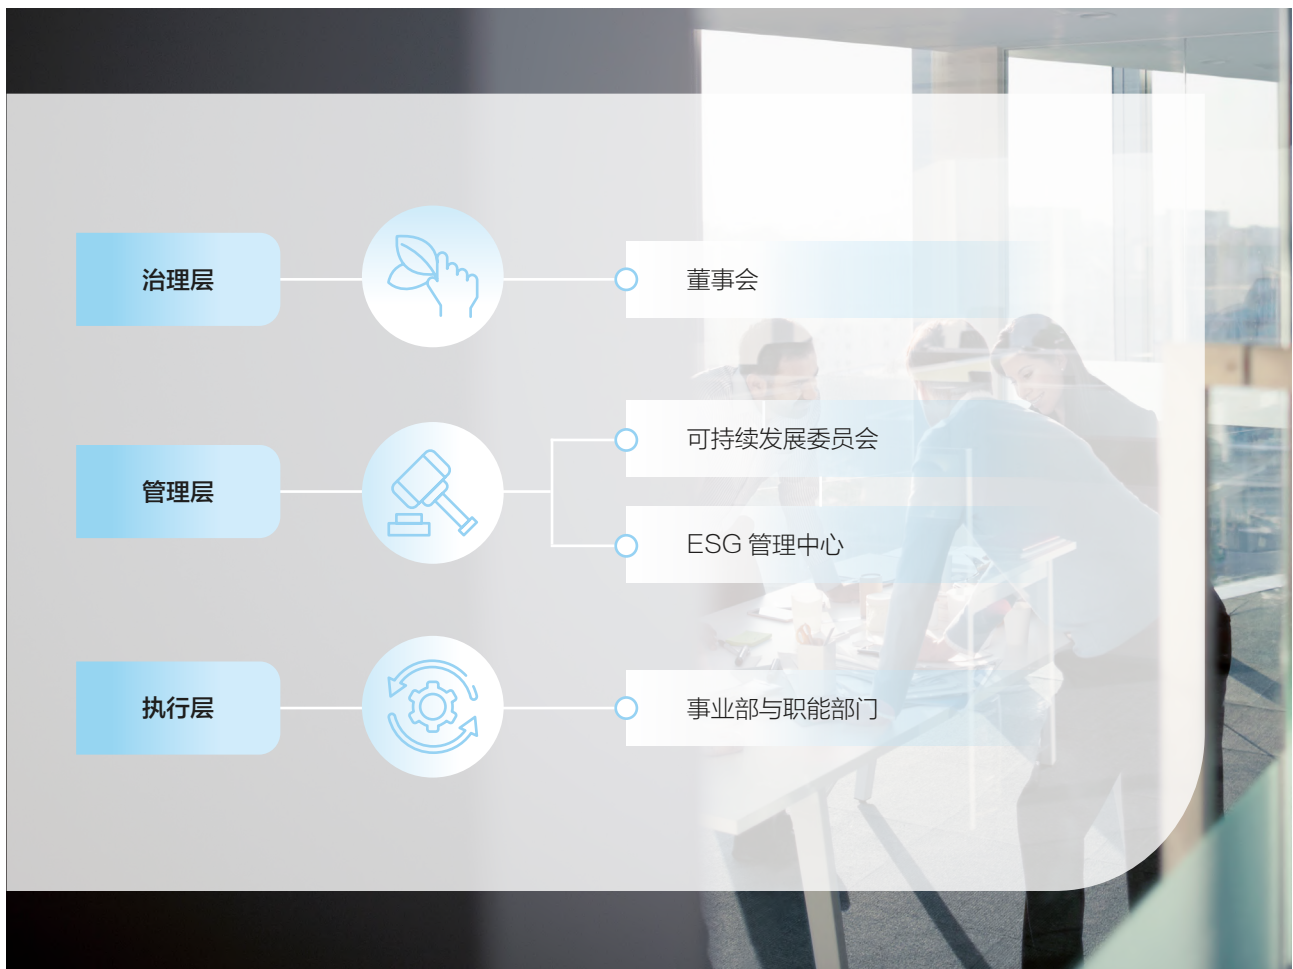 治理层
董事会
管理层
可持续发展委员会
ESG 管理中心
执行层
事业部与职能部门